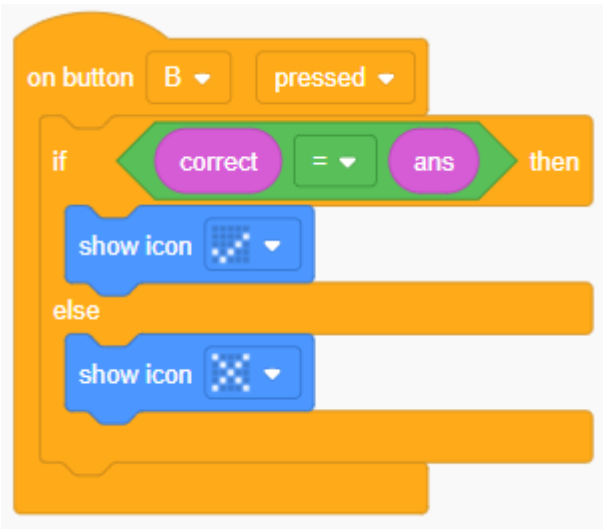 on button B pressed
if correct = ans then
show icon
else
show icon